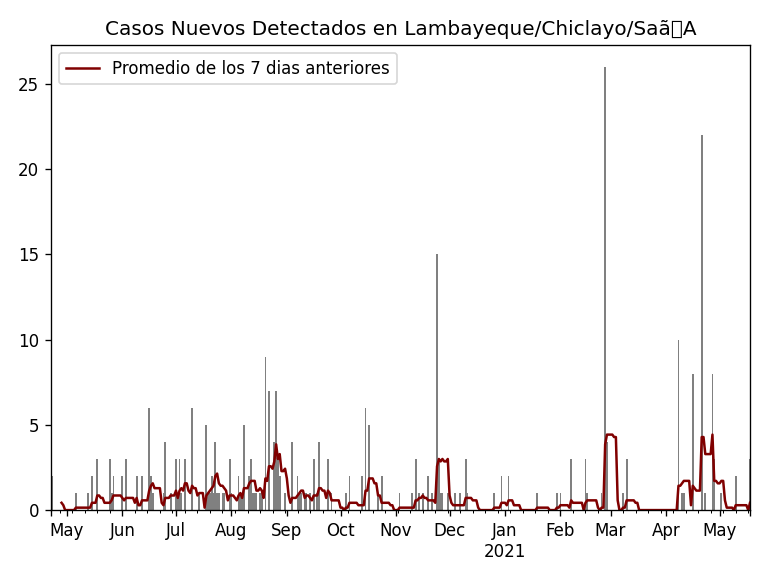 Casos Nuevos Detectados en Lambayeque/Chiclayo/Saã▯A
Promedio de los 7 dias anteriores
25
20
15
10
5
0
May Jun Jul Aug Sep Oct Nov Dec Jan Feb Mar Apr May
2021